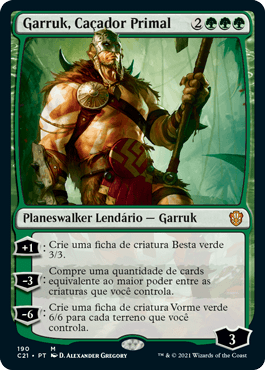 Garruk, Caçador Primal 2
Planeswalker Lendário — Garruk
+1 : Crie uma ficha de criatura Besta verde
3/3.
-3 : Compre uma quantidade de cards
equivalente ao maior poder entre as
criaturas que você controla.
-6 : Crie uma ficha de criatura Vorme verde
6/6 para cada terreno que você
controla.
3
190 M
C21 • PT D. Alexander Gregory ™ & © 2021 Wizards of the Coast